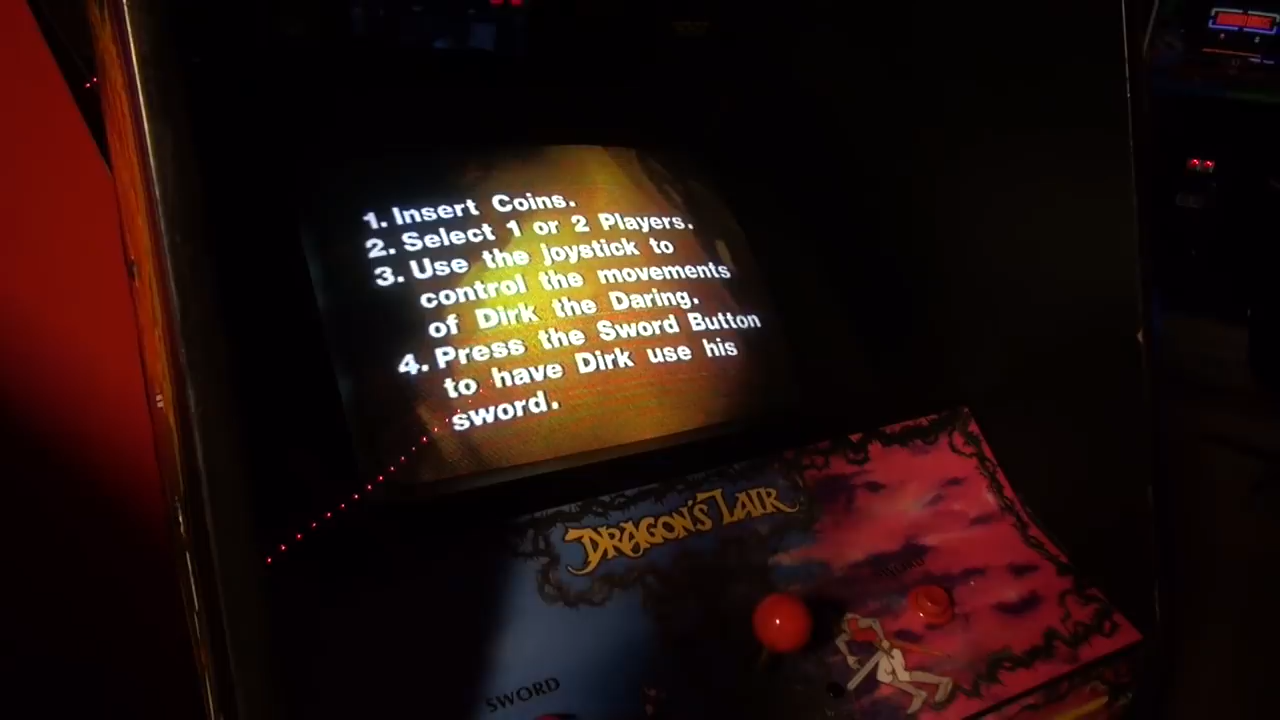 1. Insert Coins.
2. Select 1 or 2 Players.
3. Use the joystick to
control the movements
of Dirk the Daring.
4. Press the Sword Button
to have Dirk use his
sword.
DRAGON'S LAIR
SWORD
SWORD